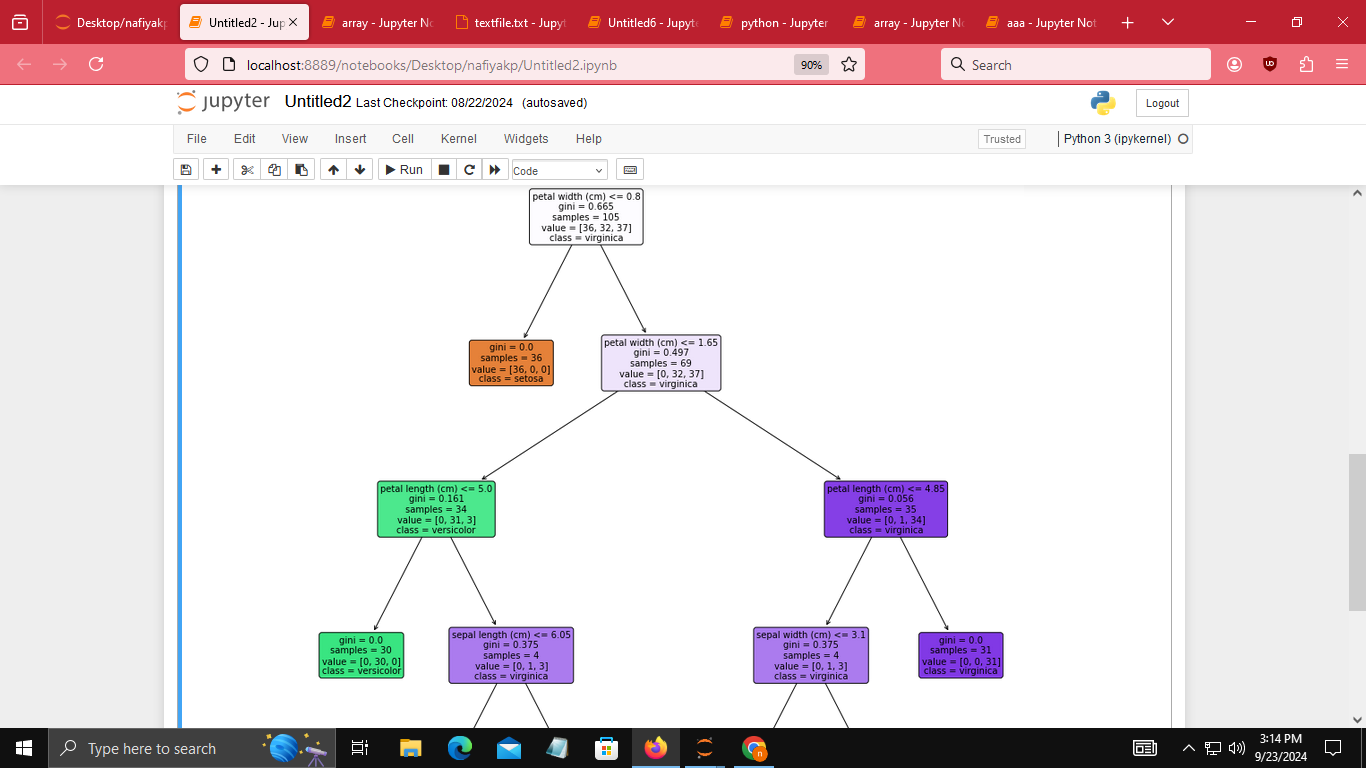 Desktop/nafiyakp
Untitled2 - Jup
array - Jupyter No
textfile.txt - Jupyt
Untitled6 - Jupyte
python - Jupyter
array - Jupyter No
aaa - Jupyter Not
localhost:8889/notebooks/Desktop/nafiyakp/Untitled2.ipynb
90%
Search
jupyter
Untitled2 Last Checkpoint: 08/22/2024 (autosaved)
Logout
File Edit View Insert Cell Kernel Widgets Help
Trusted
Python 3 (ipykernel)
Run
Code
petal width (cm) <= 0.8
gini = 0.665
samples = 105
value = [36, 32, 37]
class = virginica
gini = 0.0
samples = 36
value = [36, 0, 0]
class = setosa
petal width (cm) <= 1.65
gini = 0.497
samples = 69
value = [0, 32, 37]
class = virginica
petal length (cm) <= 5.0
gini = 0.161
samples = 34
value = [0, 31, 3]
class = versicolor
petal length (cm) <= 4.85
gini = 0.056
samples = 35
value = [0, 1, 34]
class = virginica
gini = 0.0
samples = 30
value = [0, 30, 0]
class = versicolor
sepal length (cm) <= 6.05
gini = 0.375
samples = 4
value = [0, 1, 3]
class = virginica
sepal width (cm) <= 3.1
gini = 0.375
samples = 4
value = [0, 1, 3]
class = virginica
gini = 0.0
samples = 31
value = [0, 0, 31]
class = virginica
Type here to search
n
3:14 PM
9/23/2024